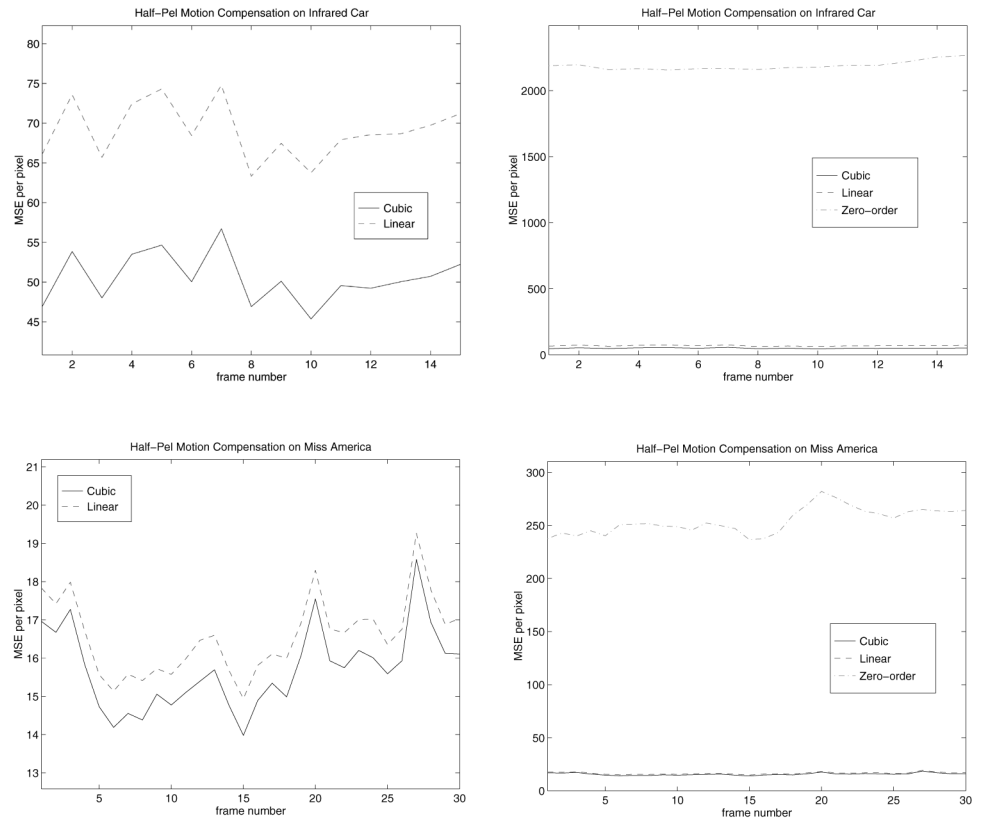 Half-Pel Motion Compensation on Infrared Car
80
75
70
65
60
55
50
45
MSE per pixel
Cubic
Linear
2 4 6 8 10 12 14
frame number
Half-Pel Motion Compensation on Infrared Car
2000
1500
1000
500
0
MSE per pixel
Cubic
Linear
Zero-order
2 4 6 8 10 12 14
frame number
Half-Pel Motion Compensation on Miss America
21
20
19
18
17
16
15
14
13
MSE per pixel
Cubic
Linear
5 10 15 20 25 30
frame number
Half-Pel Motion Compensation on Miss America
300
250
200
150
100
50
0
MSE per pixel
Cubic
Linear
Zero-order
5 10 15 20 25 30
frame number